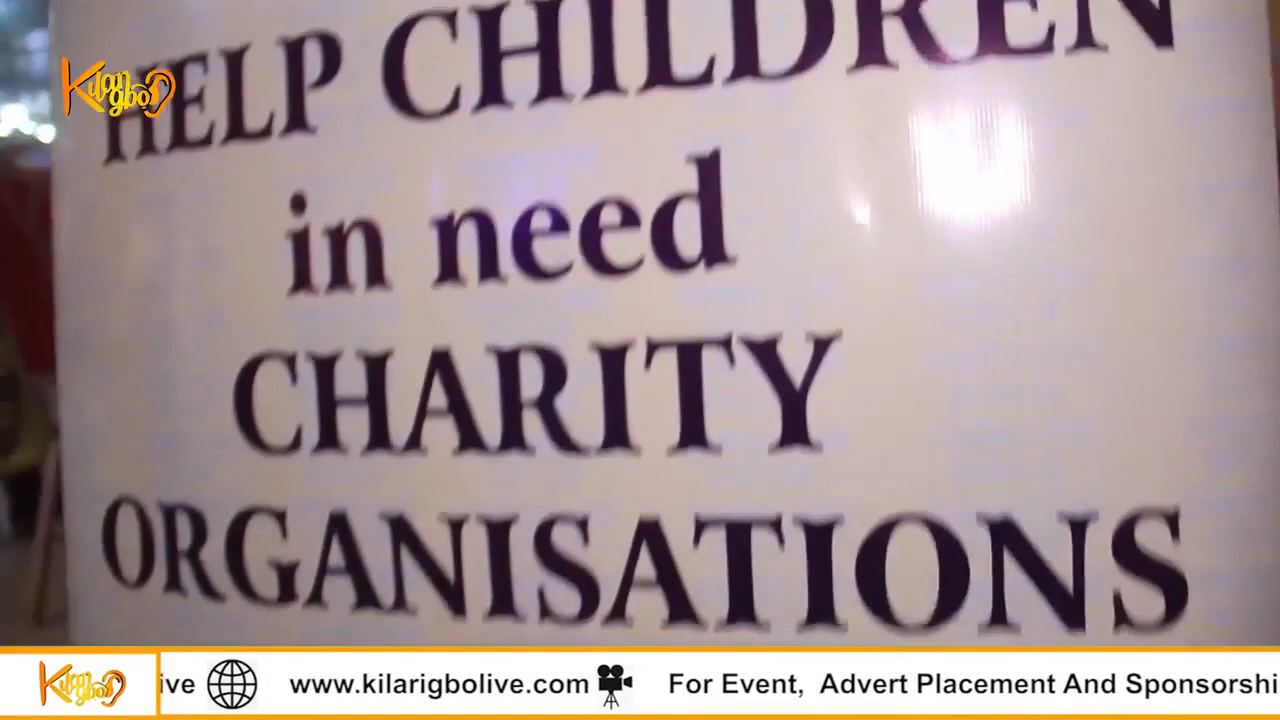 HELP CHILDREN
in need
CHARITY
ORGANISATIONS
Kilarigbo
Kilarigbo
ive www.kilarigbolive.com For Event, Advert Placement And Sponsorshi